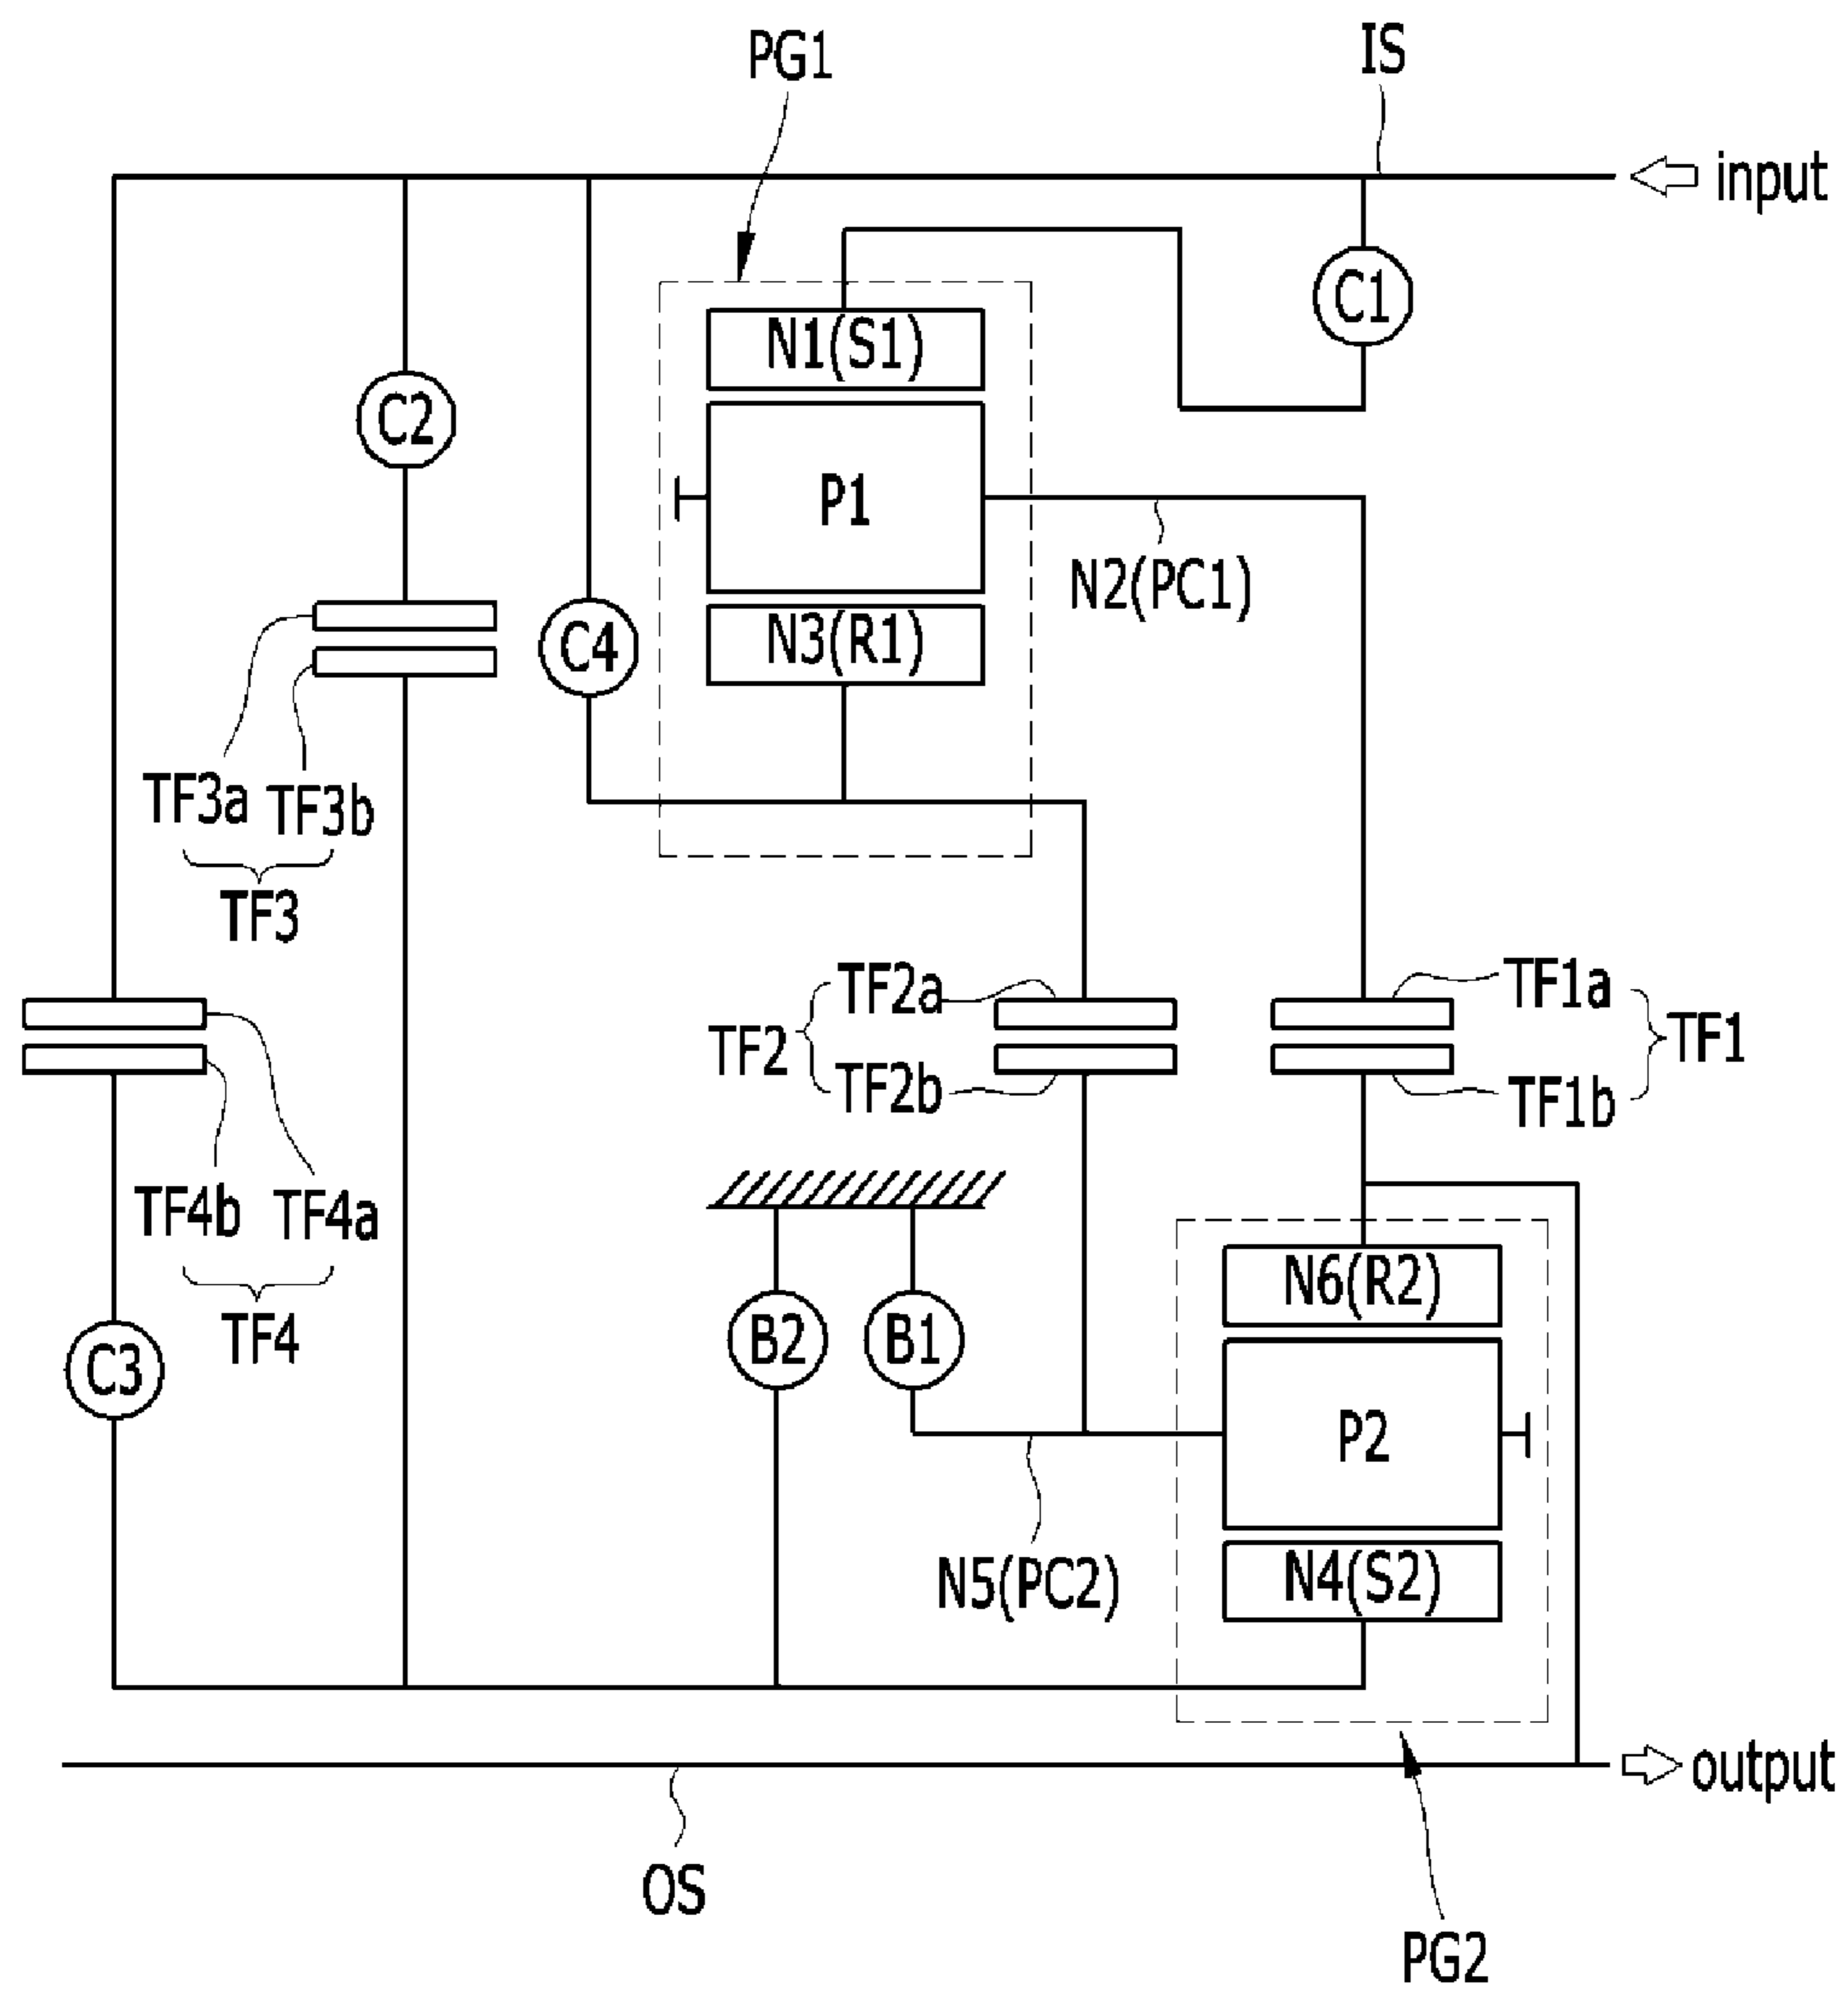 PG1
IS
input
C1
N1(S1)
C2
P1
N2(PC1)
N3(R1)
C4
TF3a
TF3b
TF3
TF2a
TF2
TF2b
TF1a
TF1
TF1b
TF4b
TF4a
TF4
C3
B2
B1
N6(R2)
P2
N5(PC2)
N4(S2)
output
OS
PG2